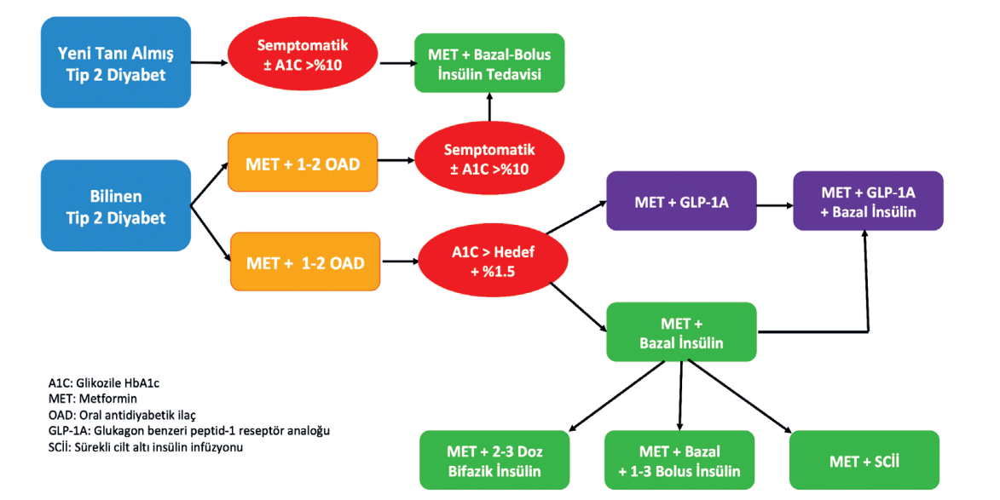 Yeni Tanı Almış
Tip 2 Diyabet
Semptomatik
± A1C >%10
MET + Bazal-Bolus
İnsülin Tedavisi
Bilinen
Tip 2 Diyabet
MET + 1-2 OAD
Semptomatik
± A1C >%10
MET + 1-2 OAD
A1C > Hedef
+ %1.5
MET + GLP-1A
MET + GLP-1A
+ Bazal İnsülin
MET +
Bazal İnsülin
MET + 2-3 Doz
Bifazik İnsülin
MET + Bazal
+ 1-3 Bolus İnsülin
MET + SCİİ
A1C: Glikozile HbA1c
MET: Metformin
OAD: Oral antidiyabetik ilaç
GLP-1A: Glukagon benzeri peptid-1 reseptör analoğu
SCİİ: Sürekli cilt altı insülin infüzyonu